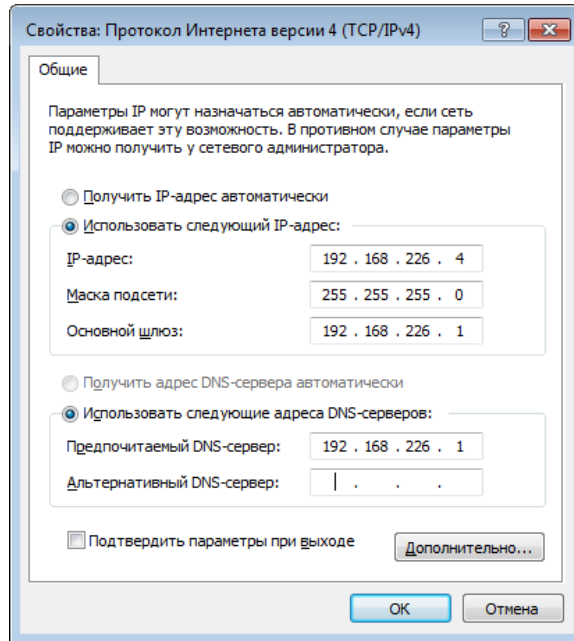 Свойства: Протокол Интернета версии 4 (TCP/IPv4)
Общие
Параметры IP могут назначаться автоматически, если сеть
поддерживает эту возможность. В противном случае параметры
IP можно получить у сетевого администратора.
Получить IP-адрес автоматически
Использовать следующий IP-адрес:
IP-адрес: 192 . 168 . 226 . 4
Маска подсети: 255 . 255 . 255 . 0
Основной шлюз: 192 . 168 . 226 . 1
Получить адрес DNS-сервера автоматически
Использовать следующие адреса DNS-серверов:
Предпочитаемый DNS-сервер: 192 . 168 . 226 . 1
Альтернативный DNS-сервер: . . .
Подтвердить параметры при выходе
Дополнительно...
ОК Отмена